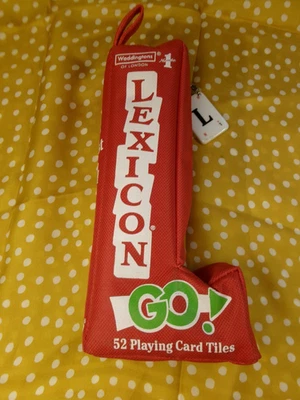 Waddingtons
OF LONDON
LEXICON
GO!
52 Playing Card Tiles
L